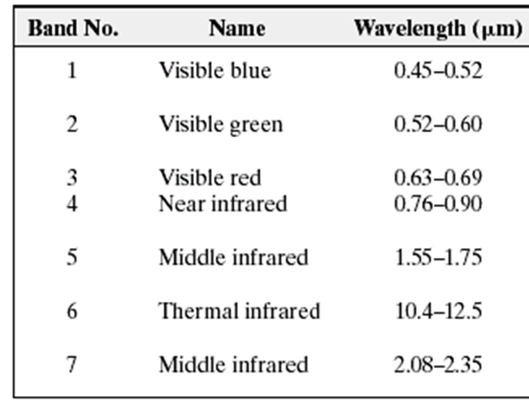 Band No. Name Wavelength (μm)
1 Visible blue 0.45–0.52
2 Visible green 0.52–0.60
3 Visible red 0.63–0.69
4 Near infrared 0.76–0.90
5 Middle infrared 1.55–1.75
6 Thermal infrared 10.4–12.5
7 Middle infrared 2.08–2.35